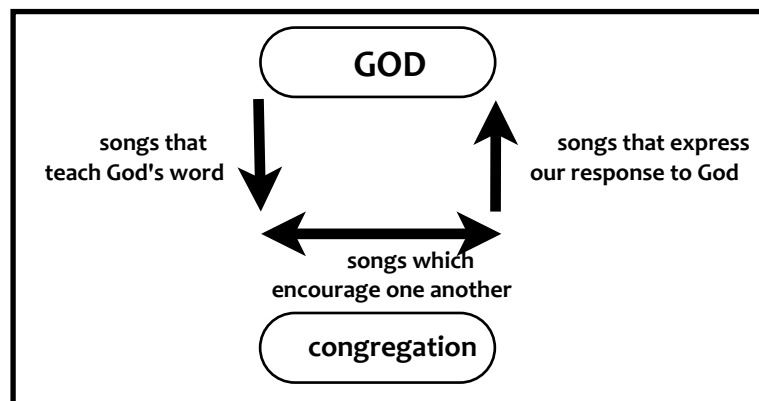 GOD
songs that
teach God's word
songs that express
our response to God
songs which
encourage one another
congregation